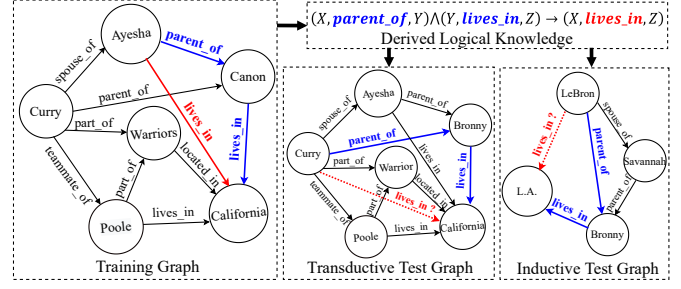 (X, parent_of, Y)∧(Y, lives_in, Z) → (X, lives_in, Z)
Derived Logical Knowledge
Ayesha
spouse_of
parent_of
Canon
Curry
parent_of
part_of
Warriors
lives_in
lives_in
teammate_of
part_of
located_in
Poole
lives_in
California
Training Graph
Ayesha
spouse_of
parent_of
Bronny
Curry
parent_of
part_of
Warrior
lives_in
lives_in
teammate_of
part_of
located_in
lives_in ?
Poole
lives_in
California
Transductive Test Graph
LeBron
lives_in ?
spouse_of
parent_of
Savannah
L.A.
lives_in
parent_of
Bronny
Inductive Test Graph